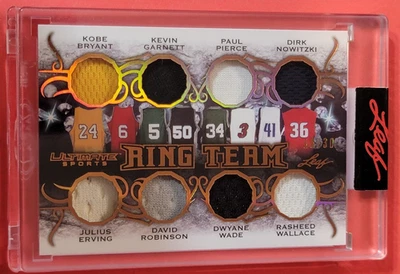 KOBE BRYANT
KEVIN GARNETT
PAUL PIERCE
DIRK NOWITZKI
24 6 5 50 34 3 41 36
ULTIMATE SPORTS
RING TEAM
Leaf
JULIUS ERVING
DAVID ROBINSON
DWYANE WADE
RASHEED WALLACE
Leaf